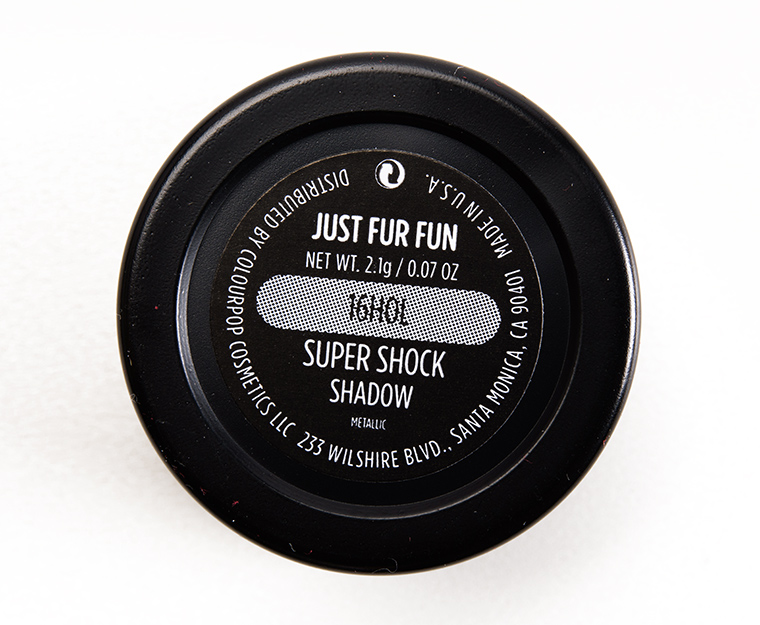 JUST FUR FUN
NET WT. 2.1g / 0.07 OZ
16HOL
SUPER SHOCK
SHADOW
METALLIC
DISTRIBUTED BY COLOURPOP COSMETICS LLC 233 WILSHIRE BLVD., SANTA MONICA, CA 90401 MADE IN U.S.A.